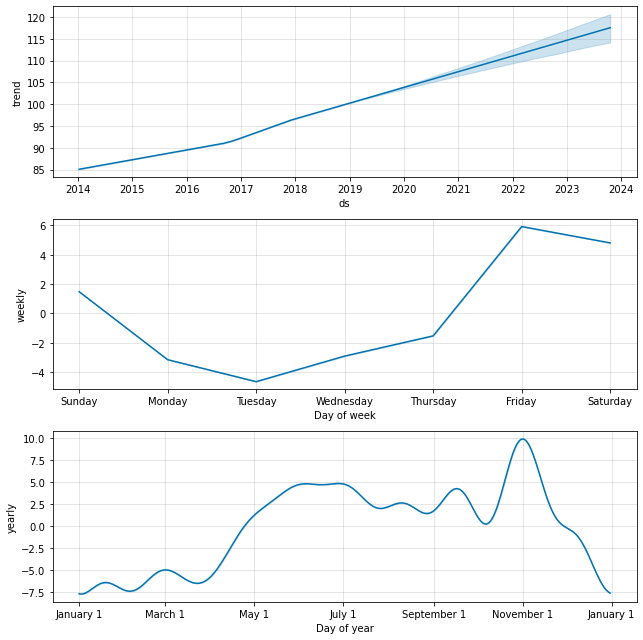 120
115
110
105
100
95
90
85
trend
2014 2015 2016 2017 2018 2019 2020 2021 2022 2023 2024
ds
6
4
2
0
−2
−4
weekly
Sunday Monday Tuesday Wednesday Thursday Friday Saturday
Day of week
10.0
7.5
5.0
2.5
0.0
−2.5
−5.0
−7.5
yearly
January 1 March 1 May 1 July 1 September 1 November 1 January 1
Day of year